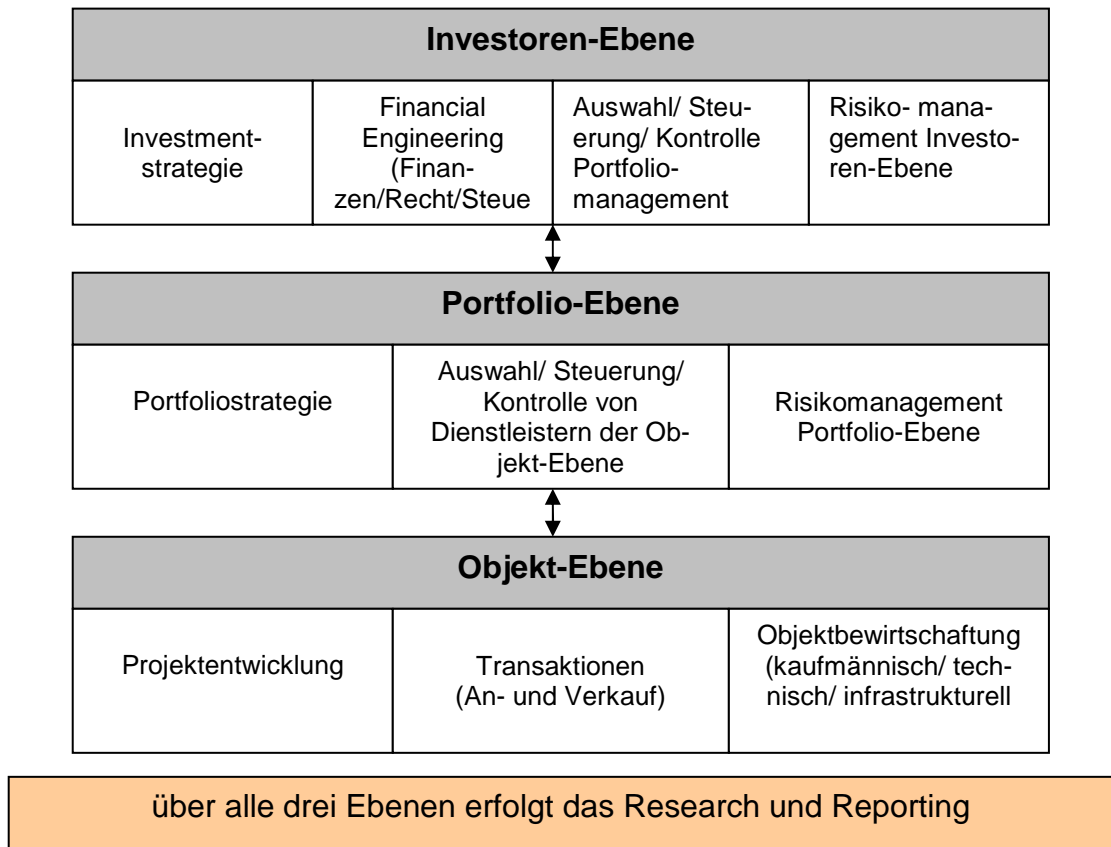 Investoren-Ebene
Investment-
strategie
Financial
Engineering
(Finan-
zen/Recht/Steue
Auswahl/ Steu-
erung/ Kontrolle
Portfolio-
management
Risiko- mana-
gement Investo-
ren-Ebene
Portfolio-Ebene
Portfoliostrategie
Auswahl/ Steuerung/
Kontrolle von
Dienstleistern der Ob-
jekt-Ebene
Risikomanagement
Portfolio-Ebene
Objekt-Ebene
Projektentwicklung
Transaktionen
(An- und Verkauf)
Objektbewirtschaftung
(kaufmännisch/ tech-
nisch/ infrastrukturell
über alle drei Ebenen erfolgt das Research und Reporting